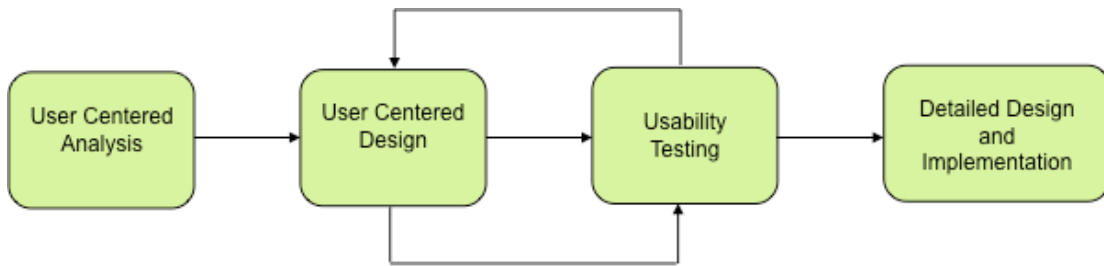 User Centered
Analysis
User Centered
Design
Usability
Testing
Detailed Design
and
Implementation